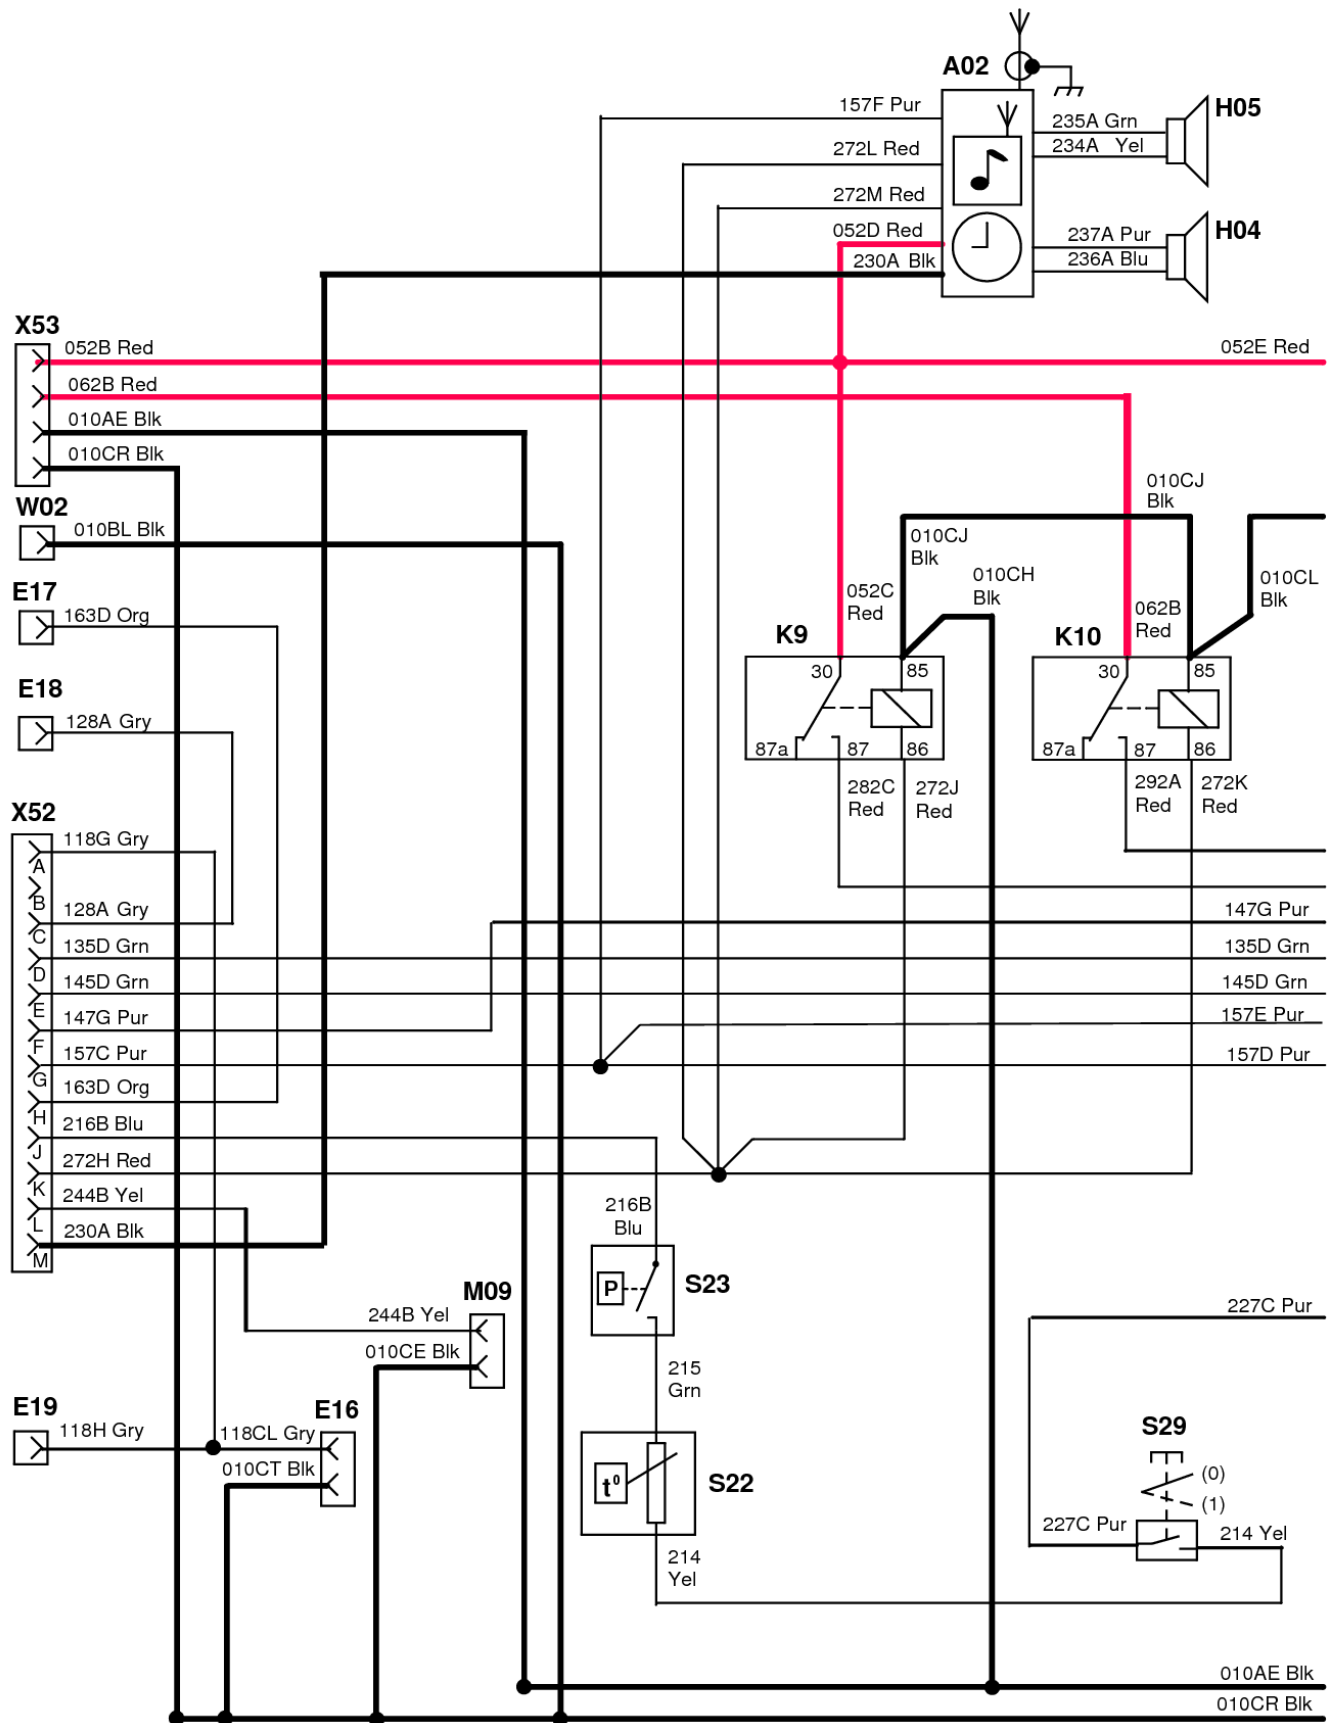 A02
157F Pur
H05
235A Grn
234A Yel
272L Red
272M Red
052D Red
237A Pur
H04
230A Blk
236A Blu
X53
052B Red
052E Red
062B Red
010AE Blk
010CR Blk
W02
010BL Blk
010CJ
Blk
010CJ
Blk
010CH
Blk
010CL
Blk
E17
163D Org
052C
Red
062B
Red
K9
K10
30
85
30
85
E18
128A Gry
87a
87
86
87a
87
86
282C
Red
272J
Red
292A
Red
272K
Red
X52
118G Gry
A
B
128A Gry
147G Pur
C
135D Grn
135D Grn
D
145D Grn
145D Grn
E
147G Pur
157E Pur
F
157C Pur
157D Pur
G
163D Org
H
216B Blu
J
272H Red
K
244B Yel
L
230A Blk
M
216B
Blu
P
S23
M09
244B Yel
227C Pur
010CE Blk
215
Grn
E19
118H Gry
E16
118CL Gry
010CT Blk
S29
(0)
(1)
t⁰
S22
227C Pur
214 Yel
214
Yel
010AE Blk
010CR Blk